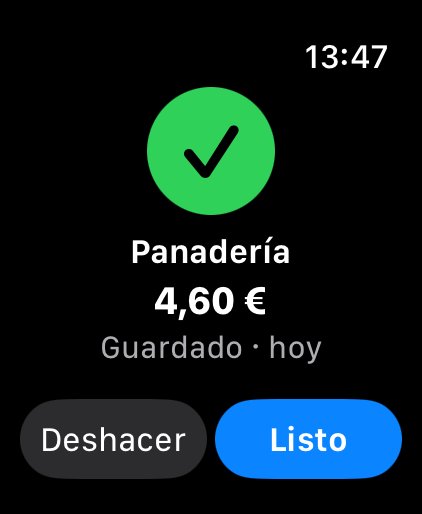 13:47
Panadería
4,60 €
Guardado · hoy
Deshacer
Listo